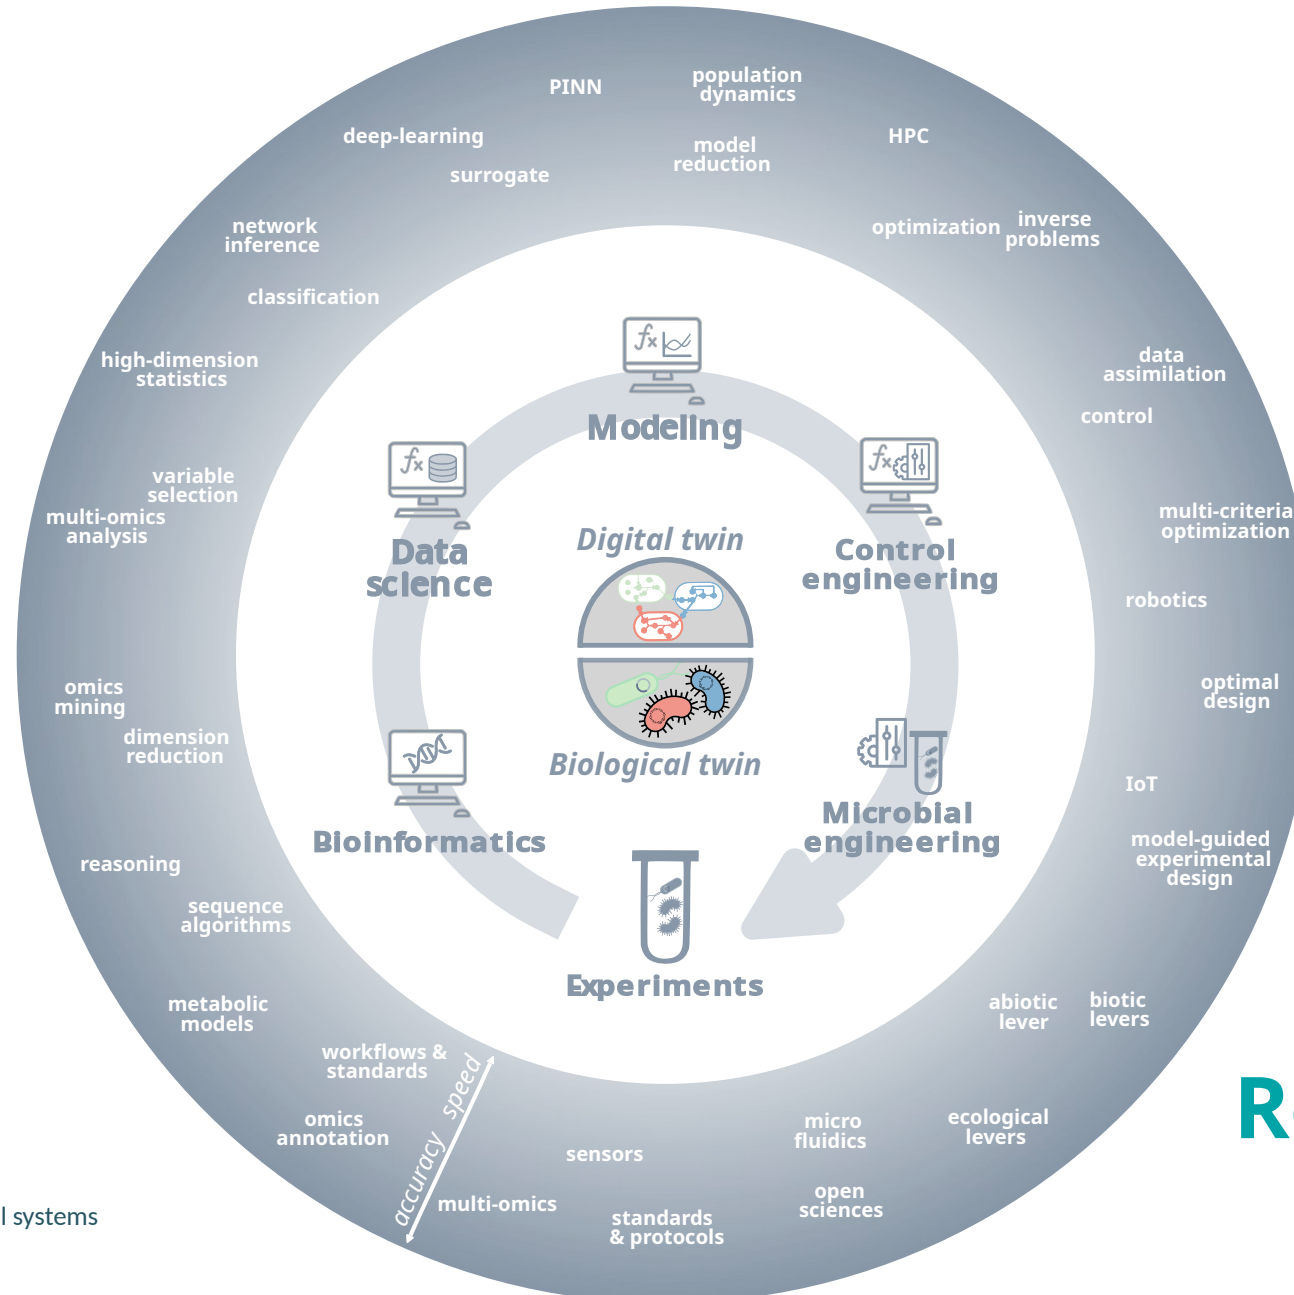 PINN
population
dynamics
deep-learning
HPC
model
reduction
surrogate
network
inference
optimization
inverse
problems
classification
high-dimension
statistics
data
assimilation
control
Modeling
variable
selection
multi-omics
analysis
Data
science
Digital twin
Control
engineering
multi-criteria
optimization
robotics
omics
mining
optimal
design
dimension
reduction
Biological twin
IoT
Bioinformatics
Microbial
engineering
model-guided
experimental
design
reasoning
sequence
algorithms
Experiments
metabolic
models
abiotic
lever
biotic
levers
workflows &
standards
accuracy speed
omics
annotation
micro
fluidics
ecological
levers
sensors
multi-omics
open
sciences
standards
& protocols
l systems
R